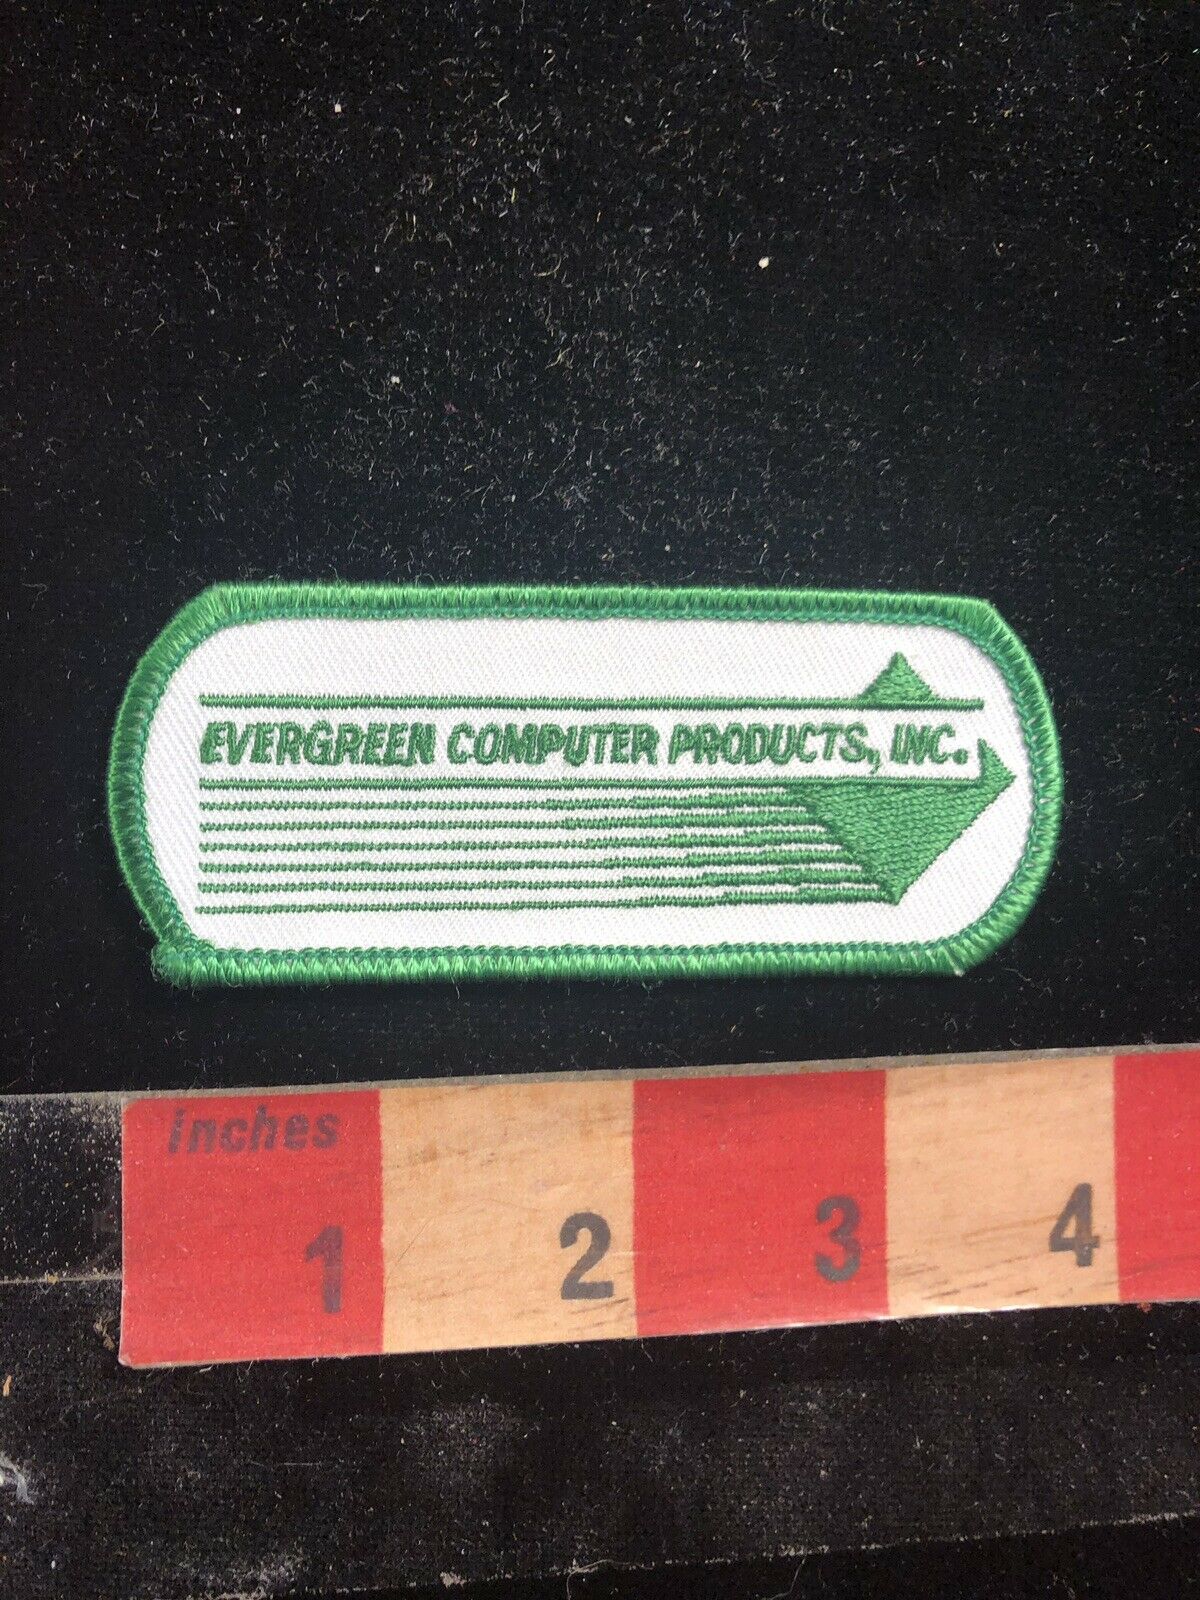 EVERGREEN COMPUTER PRODUCTS, INC.
inches
1 2 3 4